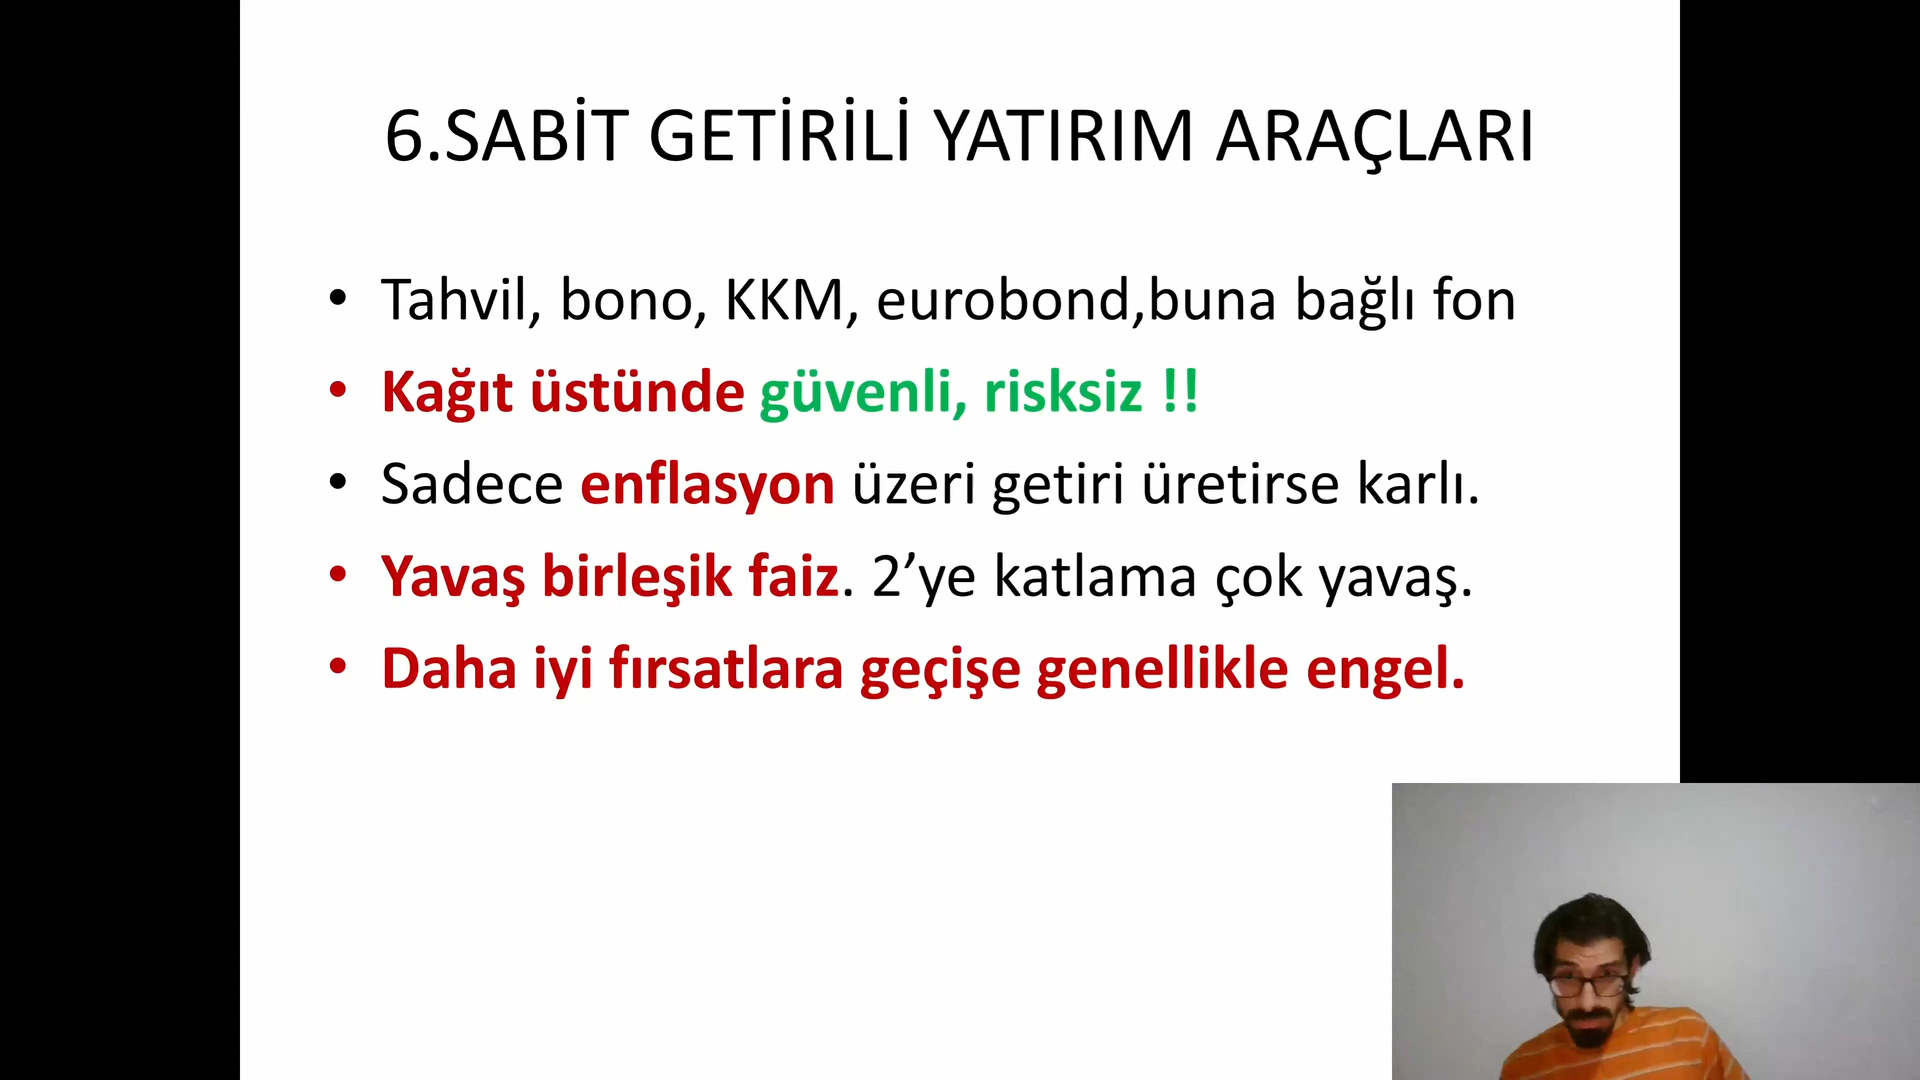 6.SABİT GETİRİLİ YATIRIM ARAÇLARI
• Tahvil, bono, KKM, eurobond,buna bağlı fon
• Kağıt üstünde güvenli, risksiz !!
• Sadece enflasyon üzeri getiri üretirse karlı.
• Yavaş birleşik faiz. 2’ye katlama çok yavaş.
• Daha iyi fırsatlara geçişe genellikle engel.